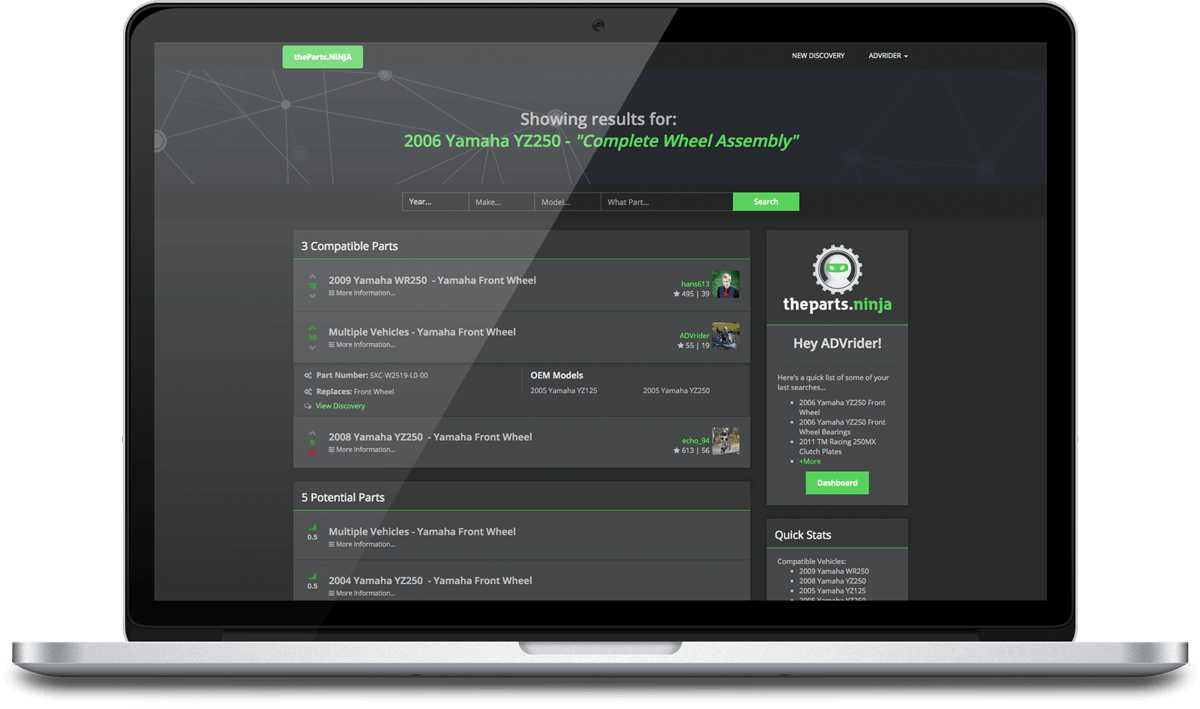 theParts.NINJA
NEW DISCOVERY
ADVRIDER
Showing results for:
2006 Yamaha YZ250 - "Complete Wheel Assembly"
Year...
Make...
Model...
What Part...
Search
3 Compatible Parts
18
2009 Yamaha WR250 - Yamaha Front Wheel
More Information...
hans613
495 | 39
10
Multiple Vehicles - Yamaha Front Wheel
More Information...
ADVrider
55 | 19
Part Number: 5XC-W2519-L0-00
Replaces: Front Wheel
View Discovery
OEM Models
2005 Yamaha YZ125
2005 Yamaha YZ250
9
2008 Yamaha YZ250 - Yamaha Front Wheel
More Information...
echo_94
613 | 56
5 Potential Parts
0.5
Multiple Vehicles - Yamaha Front Wheel
More Information...
0.5
2004 Yamaha YZ250 - Yamaha Front Wheel
More Information...
theparts.ninja
Hey ADVrider!
Here's a quick list of some of your
last searches...
2006 Yamaha YZ250 Front
Wheel
2006 Yamaha YZ250 Front
Wheel Bearings
2011 TM Racing 250MX
Clutch Plates
+More
Dashboard
Quick Stats
Compatible Vehicles:
2009 Yamaha WR250
2008 Yamaha YZ250
2005 Yamaha YZ125
2005 Yamaha YZ250